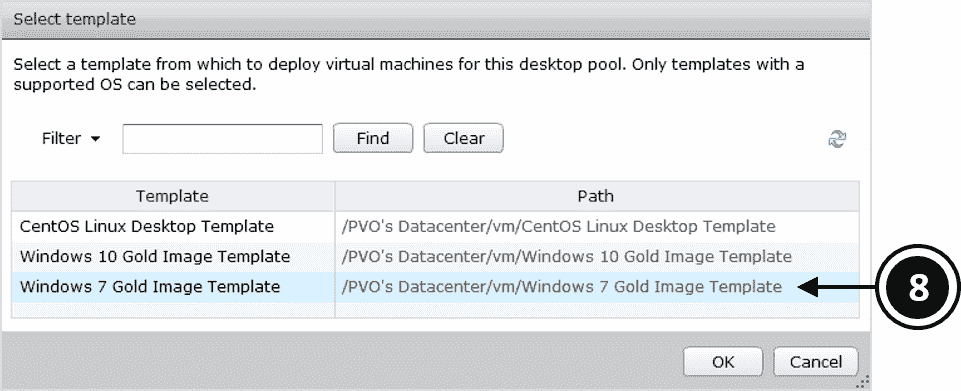 Select template
Select a template from which to deploy virtual machines for this desktop pool. Only templates with a
supported OS can be selected.
Filter Find Clear
Template Path
CentOS Linux Desktop Template /PVO's Datacenter/vm/CentOS Linux Desktop Template
Windows 10 Gold Image Template /PVO's Datacenter/vm/Windows 10 Gold Image Template
Windows 7 Gold Image Template /PVO's Datacenter/vm/Windows 7 Gold Image Template 8
OK Cancel